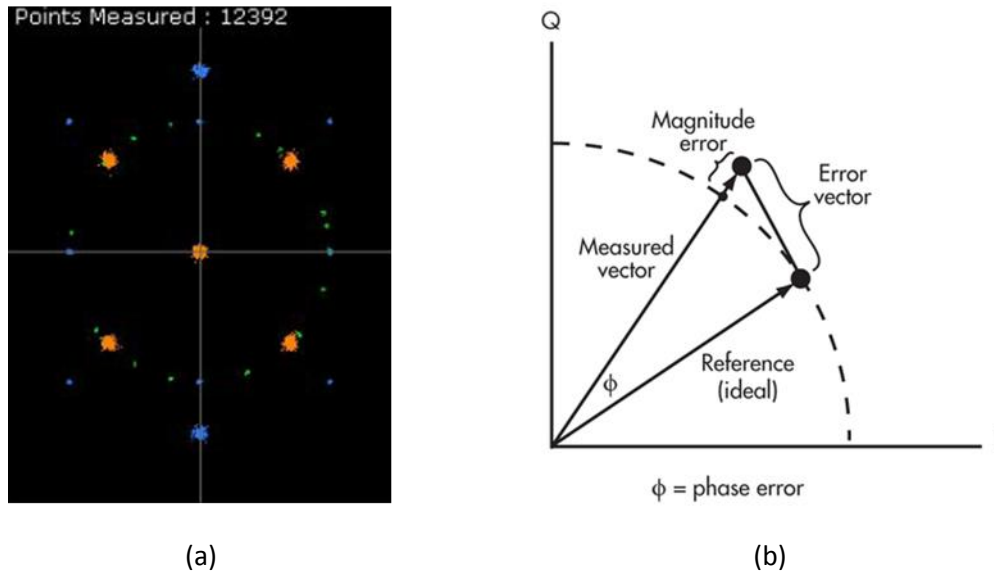 Points Measured : 12392
Q
Magnitude
error
Error
vector
Measured
vector
Reference
(ideal)
ϕ
ϕ = phase error
(a)
(b)